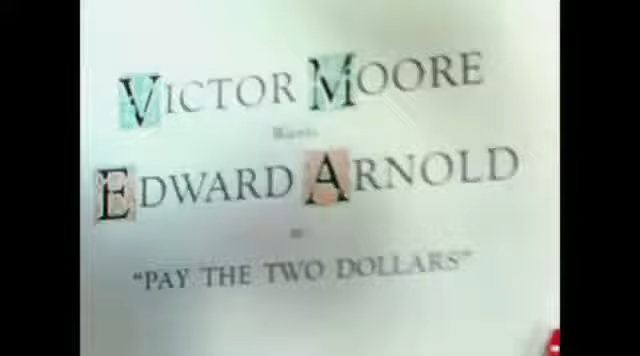 VICTOR MOORE
EDWARD ARNOLD
"PAY THE TWO DOLLARS"